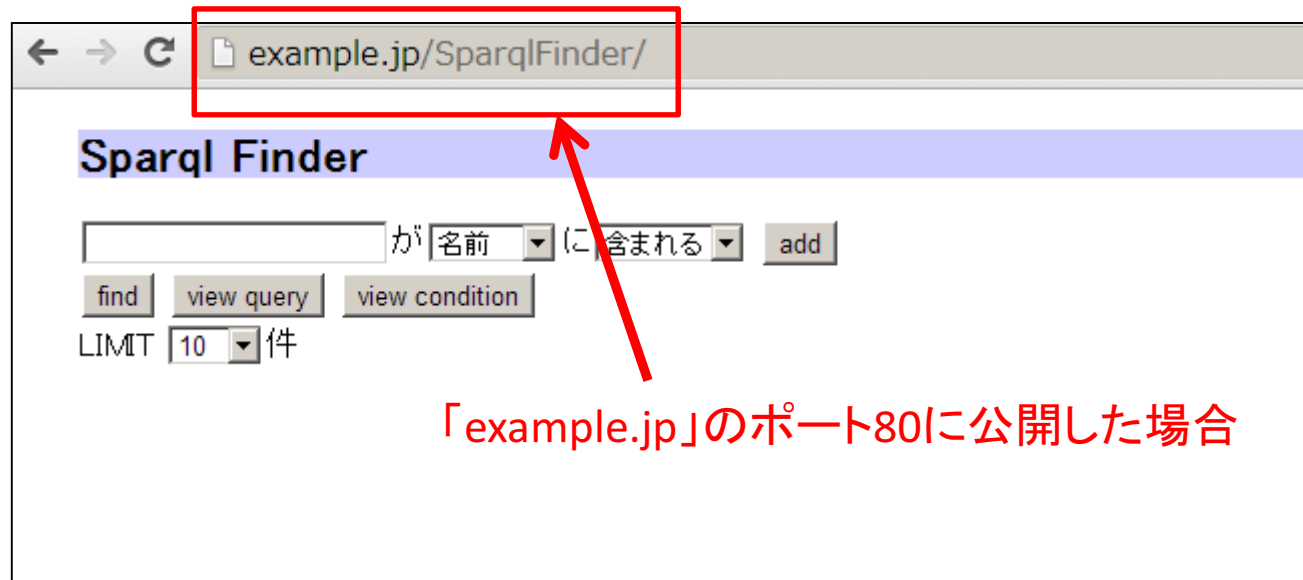 example.jp/SparqlFinder/
Sparql Finder
が 名前 に 含まれる add
find view query view condition
LIMIT 10 件
「example.jp」のポート80に公開した場合